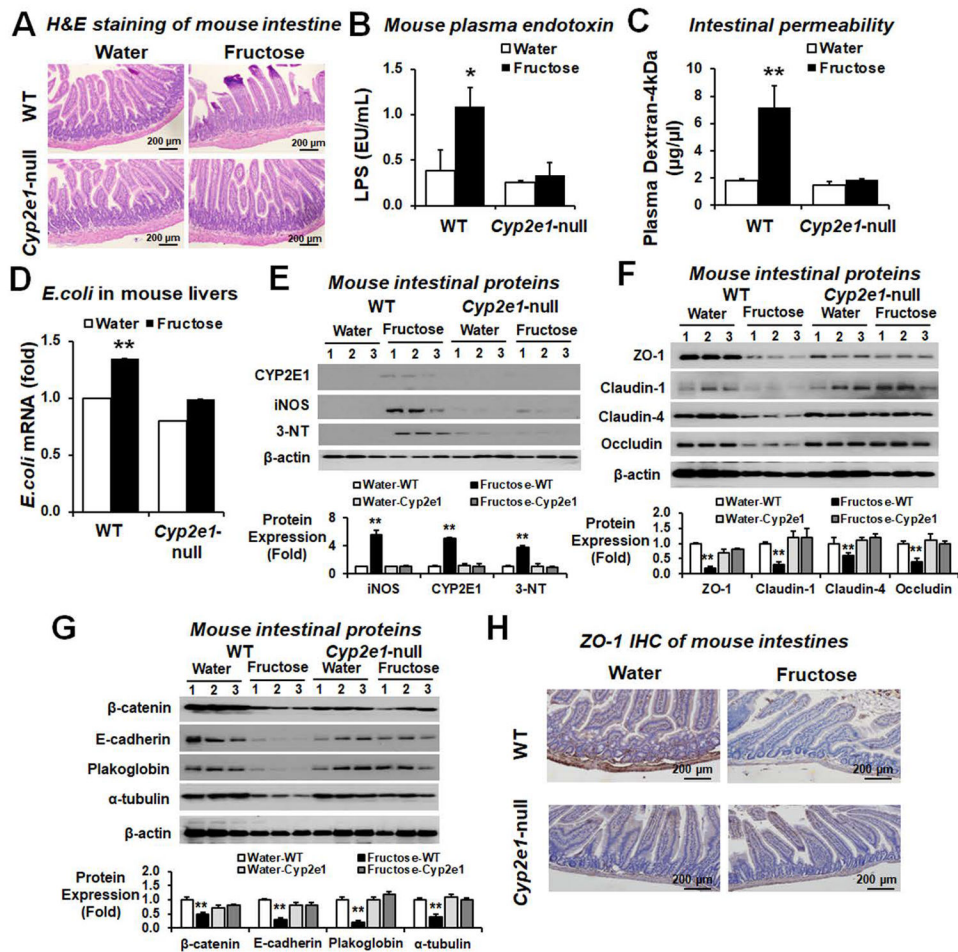 A H&E staining of mouse intestine
Water Fructose
WT
200 µm 200 µm
Cyp2e1-null
200 µm 200 µm
B Mouse plasma endotoxin
Water
Fructose
LPS (EU/mL)
1.5
1.0
0.5
0.0
*
WT Cyp2e1-null
C Intestinal permeability
Water
Fructose
Plasma Dextran-4kDa
(µg/µl)
10
8
6
4
2
0
**
WT Cyp2e1-null
D E.coli in mouse livers
Water Fructose
E.coli mRNA (fold)
1.5
1.0
0.5
0.0
**
WT Cyp2e1-
null
E Mouse intestinal proteins
WT Cyp2e1-null
Water Fructose Water Fructose
1 2 3 1 2 3 1 2 3 1 2 3
CYP2E1
iNOS
3-NT
β-actin
Water-WT Fructose-WT
Water-Cyp2e1 Fructose-Cyp2e1
Protein
Expression
(Fold)
8
6
4
2
0
** ** **
iNOS CYP2E1 3-NT
F Mouse intestinal proteins
WT Cyp2e1-null
Water Fructose Water Fructose
1 2 3 1 2 3 1 2 3 1 2 3
ZO-1
Claudin-1
Claudin-4
Occludin
β-actin
Water-WT Fructose-WT
Water-Cyp2e1 Fructose-Cyp2e1
Protein
Expression
(Fold)
2.0
1.5
1.0
0.5
0.0
** ** ** **
ZO-1 Claudin-1 Claudin-4 Occludin
G Mouse intestinal proteins
WT Cyp2e1-null
Water Fructose Water Fructose
1 2 3 1 2 3 1 2 3 1 2 3
β-catenin
E-cadherin
Plakoglobin
α-tubulin
β-actin
Water-WT Fructose-WT
Water-Cyp2e1 Fructose-Cyp2e1
Protein
Expression
(Fold)
2.0
1.5
1.0
0.5
0.0
** ** ** **
β-catenin E-cadherin Plakoglobin α-tubulin
H ZO-1 IHC of mouse intestines
Water Fructose
WT
200 µm 200 µm
Cyp2e1-null
200 µm 200 µm